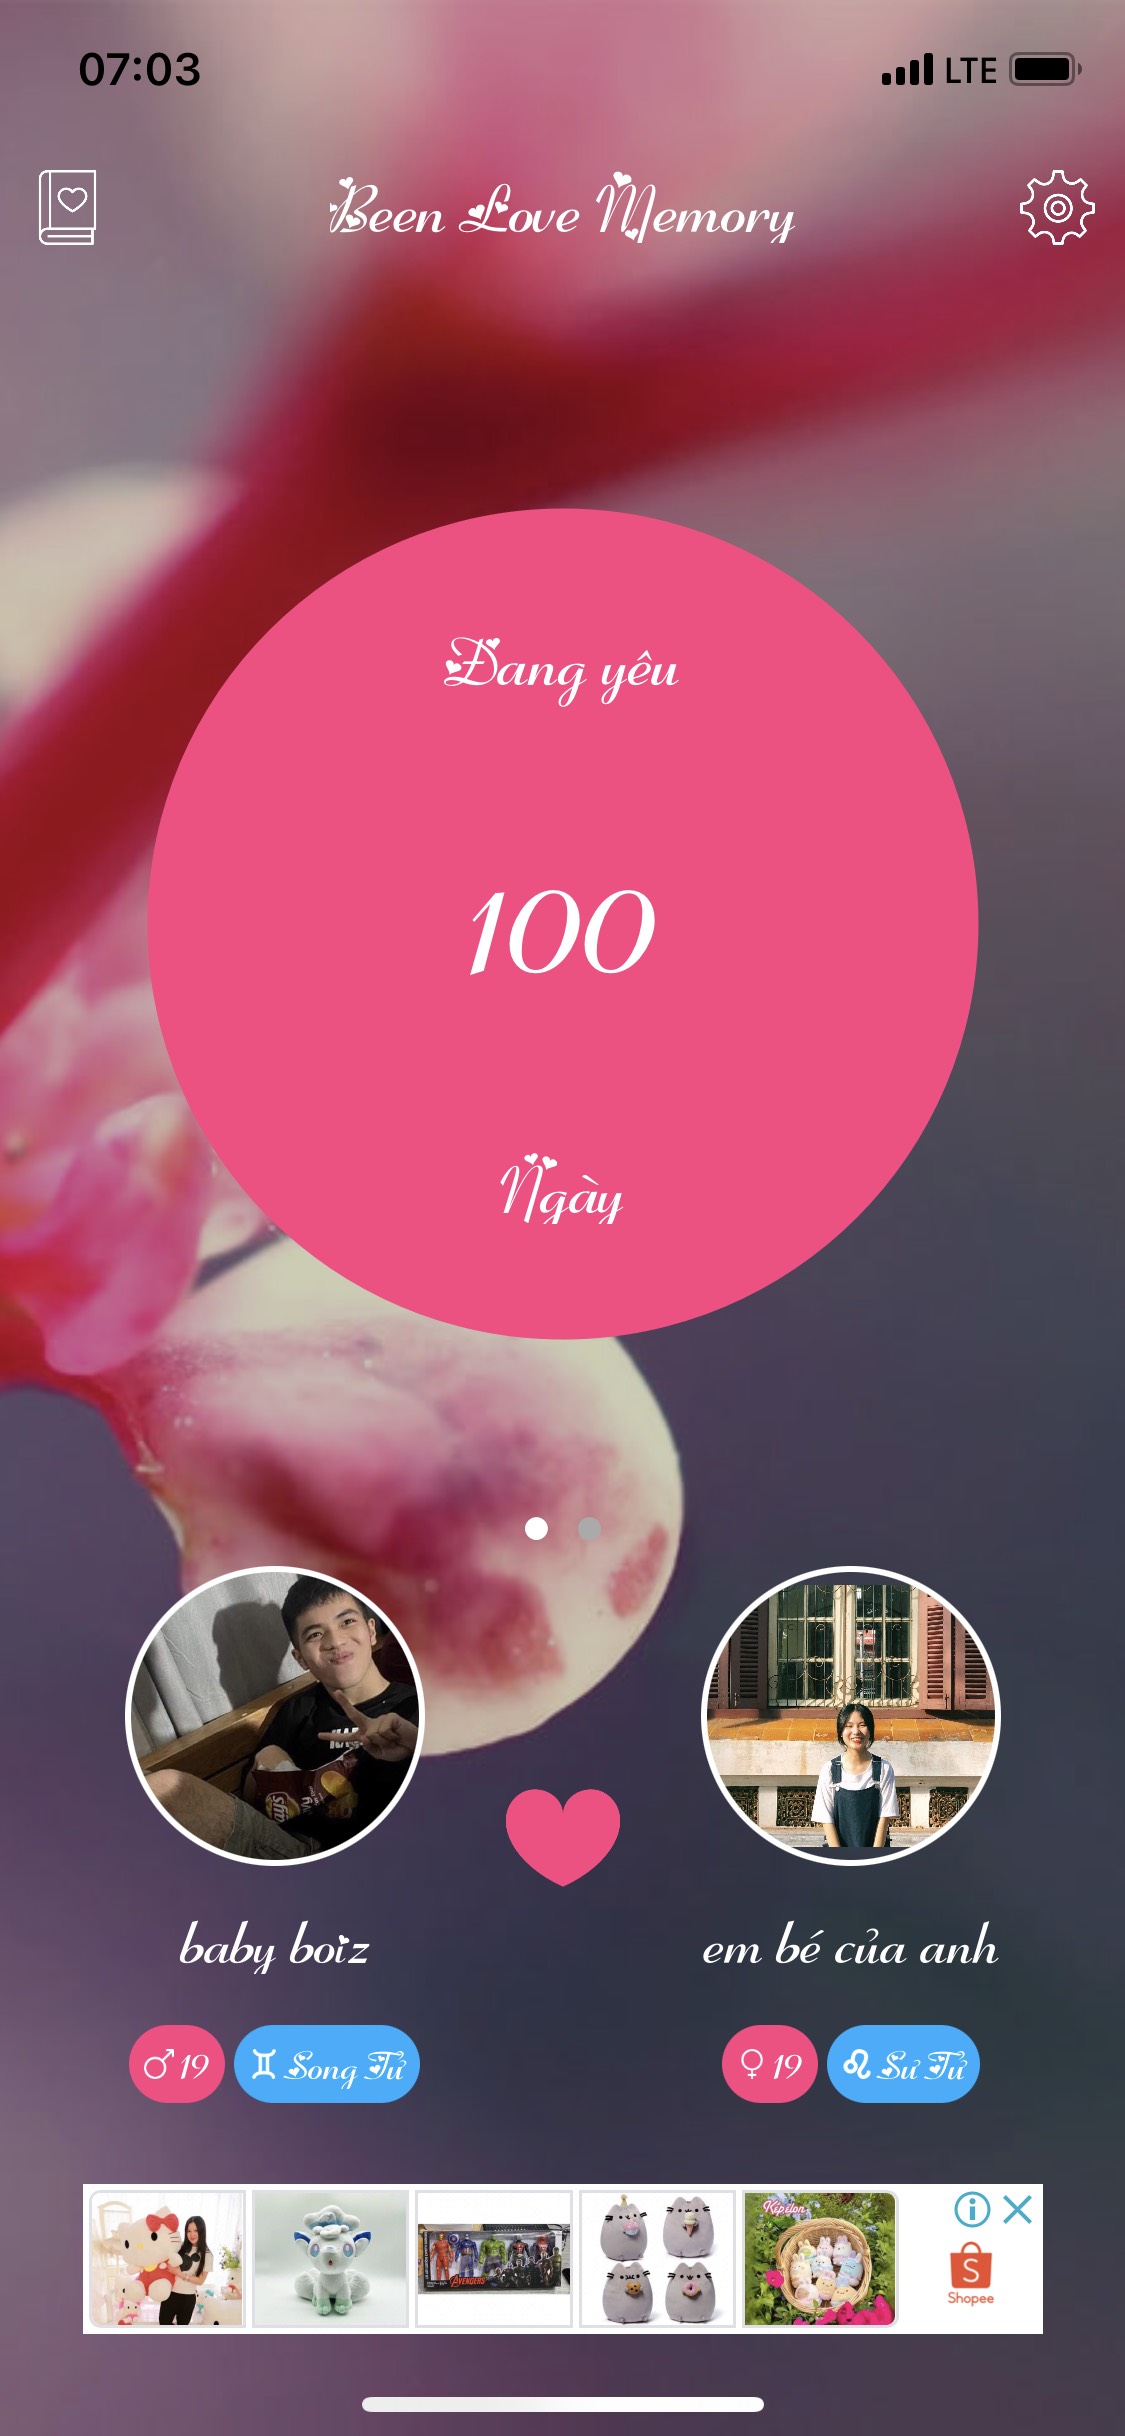 07:03
LTE
Been Love Memory
Đang yêu
100
Ngày
baby boiz
em bé của anh
♂ 19
♊ Song Tử
♀ 19
♌ Sư Tử
AVENGERS
Shopee